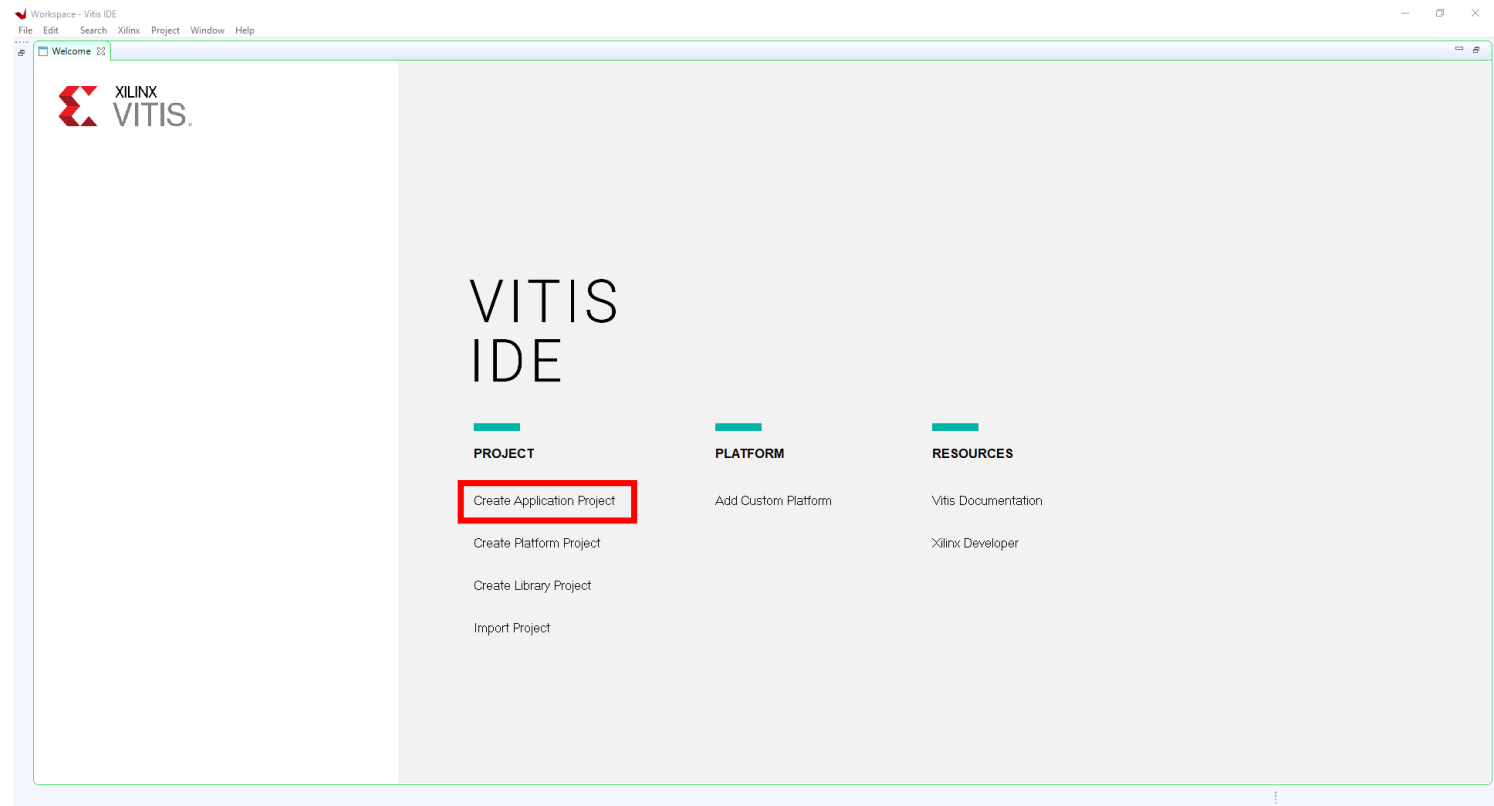 Workspace - Vitis IDE
File Edit Search Xilinx Project Window Help
Welcome
XILINX
VITIS
VITIS
IDE
PROJECT
Create Application Project
Create Platform Project
Create Library Project
Import Project
PLATFORM
Add Custom Platform
RESOURCES
Vitis Documentation
Xilinx Developer